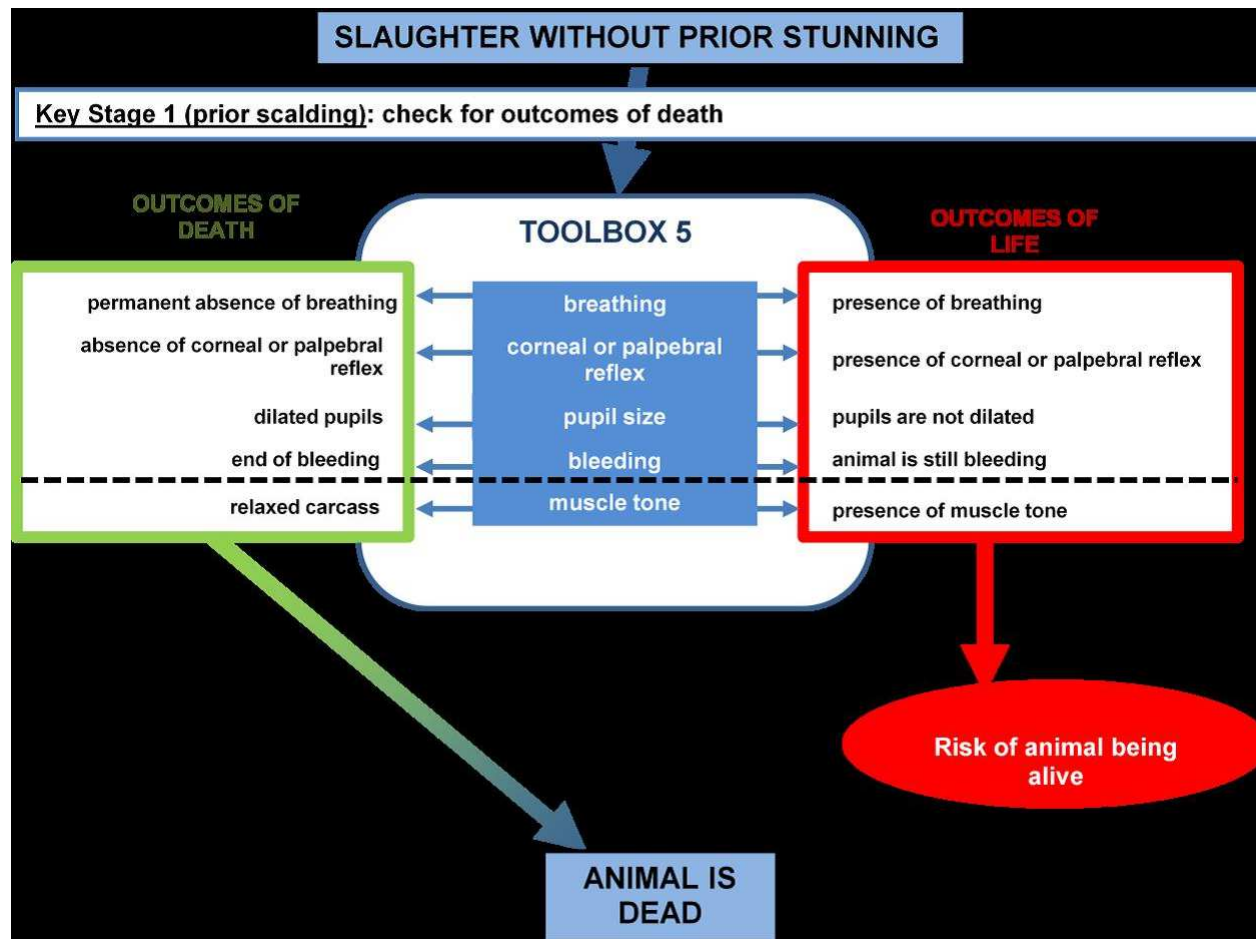 SLAUGHTER WITHOUT PRIOR STUNNING
Key Stage 1 (prior scalding): check for outcomes of death
OUTCOMES OF
DEATH
TOOLBOX 5
OUTCOMES OF
LIFE
permanent absence of breathing
breathing
presence of breathing
absence of corneal or palpebral
reflex
corneal or palpebral
reflex
presence of corneal or palpebral reflex
dilated pupils
pupil size
pupils are not dilated
end of bleeding
bleeding
animal is still bleeding
relaxed carcass
muscle tone
presence of muscle tone
Risk of animal being
alive
ANIMAL IS
DEAD